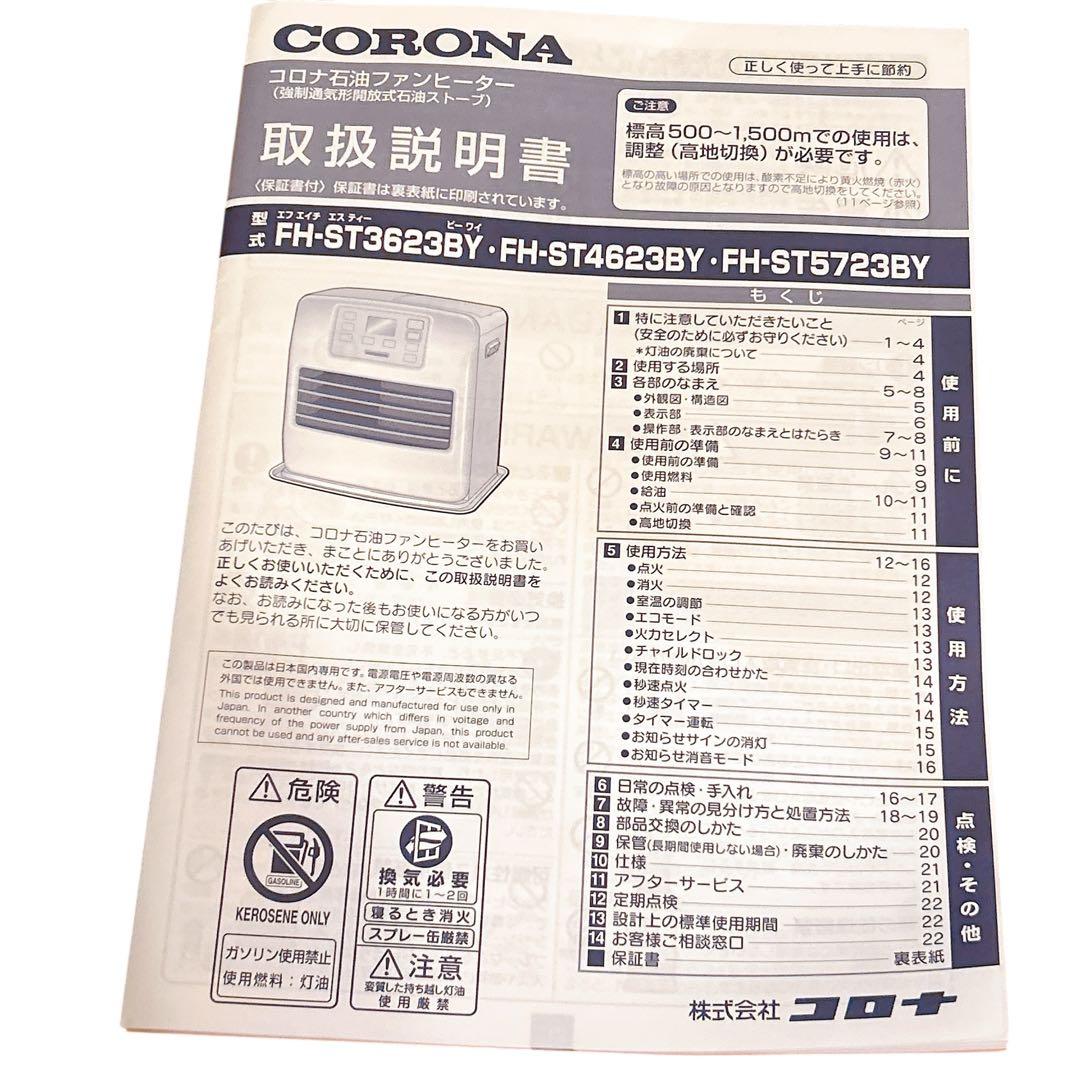 CORONA
正しく使って上手に節約
コロナ石油ファンヒーター
(強制通気形開放式石油ストーブ)
取扱説明書
〈保証書付〉保証書は裏表紙に印刷されています。
ご注意
標高500〜1,500mでの使用は、
調整(高地切換)が必要です。
標高の高い場所での使用は、酸素不足により黄火燃焼(赤火)
となり故障の原因となりますので高地切換をしてください。
(11ページ参照)
型式
エフ エイチ エス ティー ビー ワイ
FH-ST3623BY・FH-ST4623BY・FH-ST5723BY
もくじ
ページ
1 特に注意していただきたいこと
(安全のために必ずお守りください) 1〜4
*灯油の廃棄について 4
2 使用する場所 4
3 各部のなまえ 5〜8
●外観図・構造図 5
●表示部 6
●操作部・表示部のなまえとはたらき 7〜8
4 使用前の準備 9〜11
●使用前の準備 9
●使用燃料 9
●給油 10〜11
●点火前の準備と確認 11
●高地切換 11
使用前に
5 使用方法 12〜16
●点火 12
●消火 12
●室温の調節 13
●エコモード 13
●火力セレクト 13
●チャイルドロック 13
●現在時刻の合わせかた 14
●秒速点火 14
●秒速タイマー 14
●タイマー運転 15
●お知らせサインの消灯 15
●お知らせ消音モード 16
使用方法
6 日常の点検・手入れ 16〜17
7 故障・異常の見分け方と処置方法 18〜19
8 部品交換のしかた 20
9 保管(長期間使用しない場合)・廃棄のしかた 20
10 仕様 21
11 アフターサービス 21
12 定期点検 22
13 設計上の標準使用期間 22
14 お客様ご相談窓口 22
保証書 裏表紙
点検・その他
このたびは、コロナ石油ファンヒーターをお買い
あげいただき、まことにありがとうございました。
正しくお使いいただくために、この取扱説明書を
よくお読みください。
なお、お読みになった後もお使いになる方がいつ
でも見られる所に大切に保管してください。
この製品は日本国内専用です。電源電圧や電源周波数の異なる
外国では使用できません。また、アフターサービスもできません。
This product is designed and manufactured for use only in
Japan. In another country which differs in voltage and
frequency of the power supply from Japan, this product
cannot be used and any after-sales service is not available.
危険
GASOLINE
KEROSENE ONLY
ガソリン使用禁止
使用燃料：灯油
警告
換気必要
1時間に1〜2回
寝るとき消火
スプレー缶厳禁
注意
変質した持ち越し灯油
使用厳禁
株式会社 コロナ